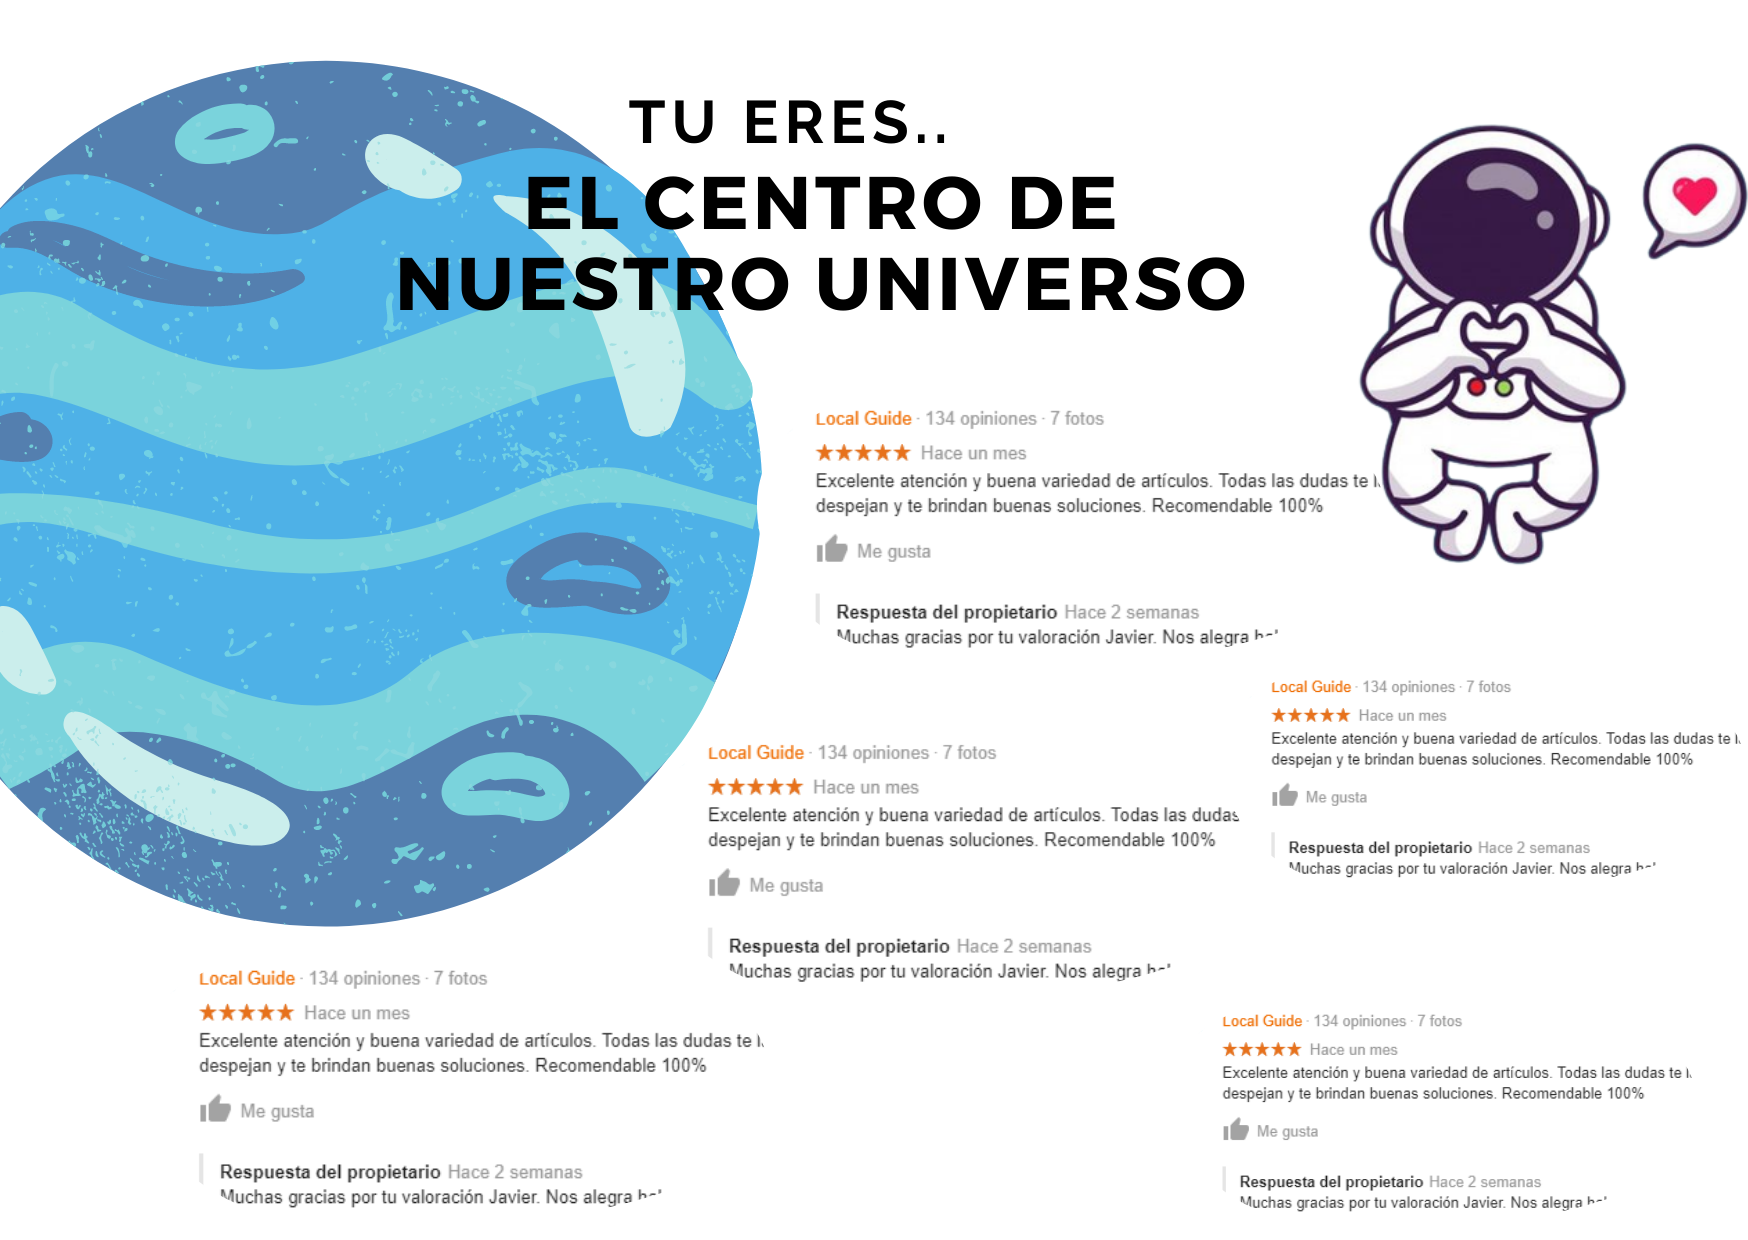 TU ERES..
EL CENTRO DE
NUESTRO UNIVERSO
Local Guide · 134 opiniones · 7 fotos
Hace un mes
Excelente atención y buena variedad de artículos. Todas las dudas te
despejan y te brindan buenas soluciones. Recomendable 100%
Me gusta
Respuesta del propietario Hace 2 semanas
Muchas gracias por tu valoración Javier. Nos alegra
Local Guide · 134 opiniones · 7 fotos
Hace un mes
Excelente atención y buena variedad de artículos. Todas las dudas te
despejan y te brindan buenas soluciones. Recomendable 100%
Me gusta
Respuesta del propietario Hace 2 semanas
Muchas gracias por tu valoración Javier. Nos alegra
Local Guide · 134 opiniones · 7 fotos
Hace un mes
Excelente atención y buena variedad de artículos. Todas las dudas
despejan y te brindan buenas soluciones. Recomendable 100%
Me gusta
Respuesta del propietario Hace 2 semanas
Muchas gracias por tu valoración Javier. Nos alegra
Local Guide · 134 opiniones · 7 fotos
Hace un mes
Excelente atención y buena variedad de artículos. Todas las dudas te
despejan y te brindan buenas soluciones. Recomendable 100%
Me gusta
Respuesta del propietario Hace 2 semanas
Muchas gracias por tu valoración Javier. Nos alegra
Local Guide · 134 opiniones · 7 fotos
Hace un mes
Excelente atención y buena variedad de artículos. Todas las dudas te
despejan y te brindan buenas soluciones. Recomendable 100%
Me gusta
Respuesta del propietario Hace 2 semanas
Muchas gracias por tu valoración Javier. Nos alegra